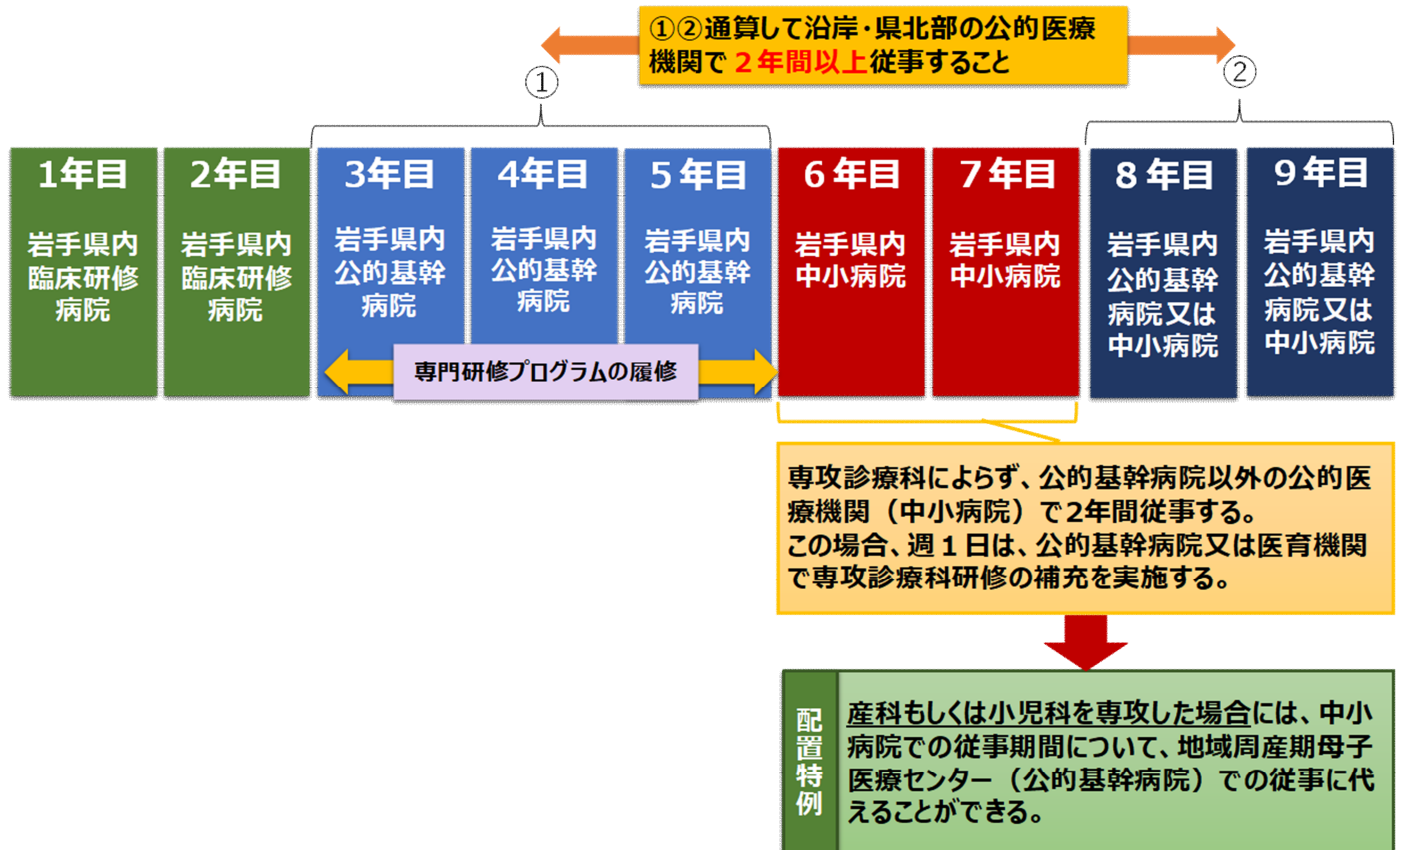 ①②通算して沿岸・県北部の公的医療
機関で２年間以上従事すること
①
②
1年目
岩手県内
臨床研修
病院
2年目
岩手県内
臨床研修
病院
3年目
岩手県内
公的基幹
病院
4年目
岩手県内
公的基幹
病院
５年目
岩手県内
公的基幹
病院
専門研修プログラムの履修
６年目
岩手県内
中小病院
７年目
岩手県内
中小病院
８年目
岩手県内
公的基幹
病院又は
中小病院
９年目
岩手県内
公的基幹
病院又は
中小病院
専攻診療科によらず、公的基幹病院以外の公的医
療機関（中小病院）で2年間従事する。
この場合、週１日は、公的基幹病院又は医育機関
で専攻診療科研修の補充を実施する。
配置特例
産科もしくは小児科を専攻した場合には、中小
病院での従事期間について、地域周産期母子
医療センター（公的基幹病院）での従事に代
えることができる。